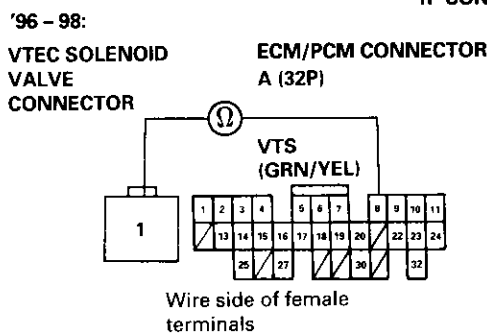 '96 – 98:
VTEC SOLENOID
VALVE
CONNECTOR
ECM/PCM CONNECTOR
A (32P)
Ω
VTS
(GRN/YEL)
1
1 2 3 4 5 6 7 8 9 10 11
13 14 15 16 17 18 19 20 22 23 24
25 27 30 32
Wire side of female
terminals